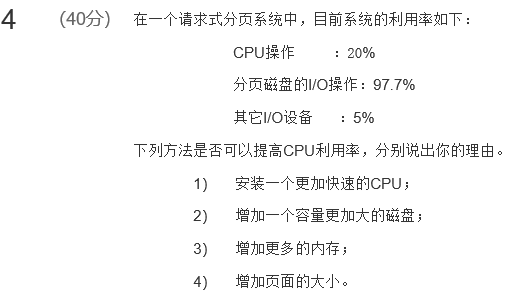 4 (40分) 在一个请求式分页系统中，目前系统的利用率如下：
CPU操作 ：20%
分页磁盘的I/O操作：97.7%
其它I/O设备 ：5%
下列方法是否可以提高CPU利用率，分别说出你的理由。
1) 安装一个更加快速的CPU；
2) 增加一个容量更加大的磁盘；
3) 增加更多的内存；
4) 增加页面的大小。